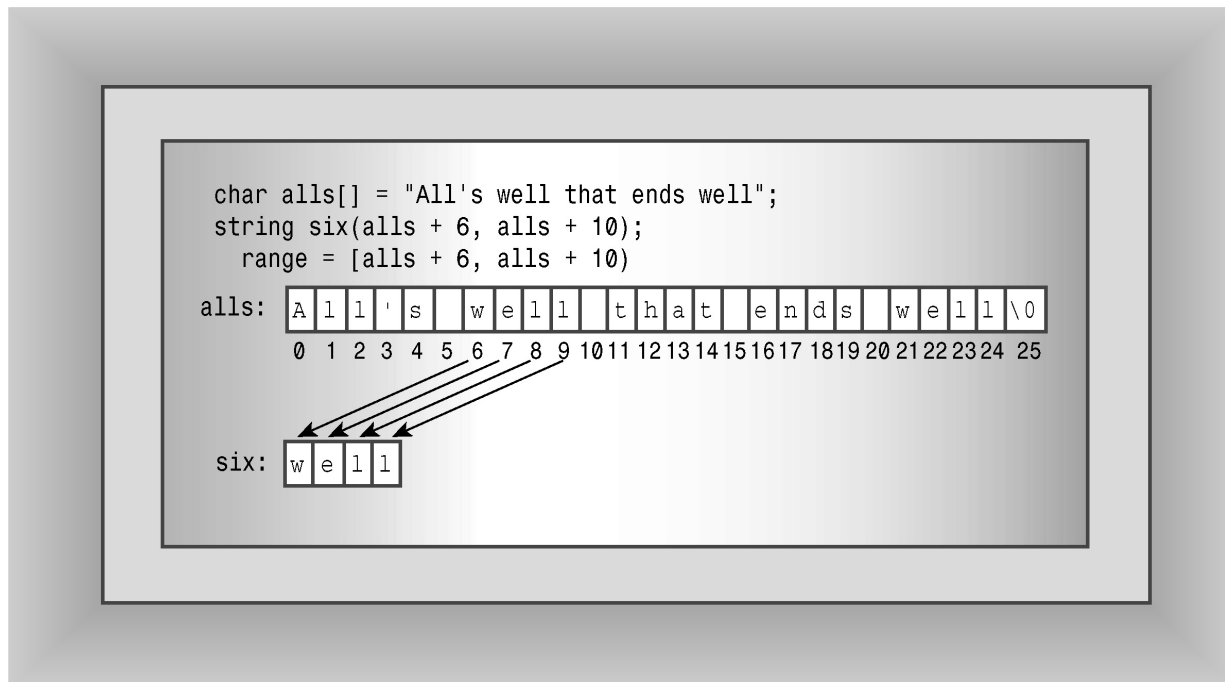 char alls[] = "All's well that ends well";
string six(alls + 6, alls + 10);
range = [alls + 6, alls + 10)
alls: A l l ' s w e l l t h a t e n d s w e l l \0
0 1 2 3 4 5 6 7 8 9 10 11 12 13 14 15 16 17 18 19 20 21 22 23 24 25
six: w e l l